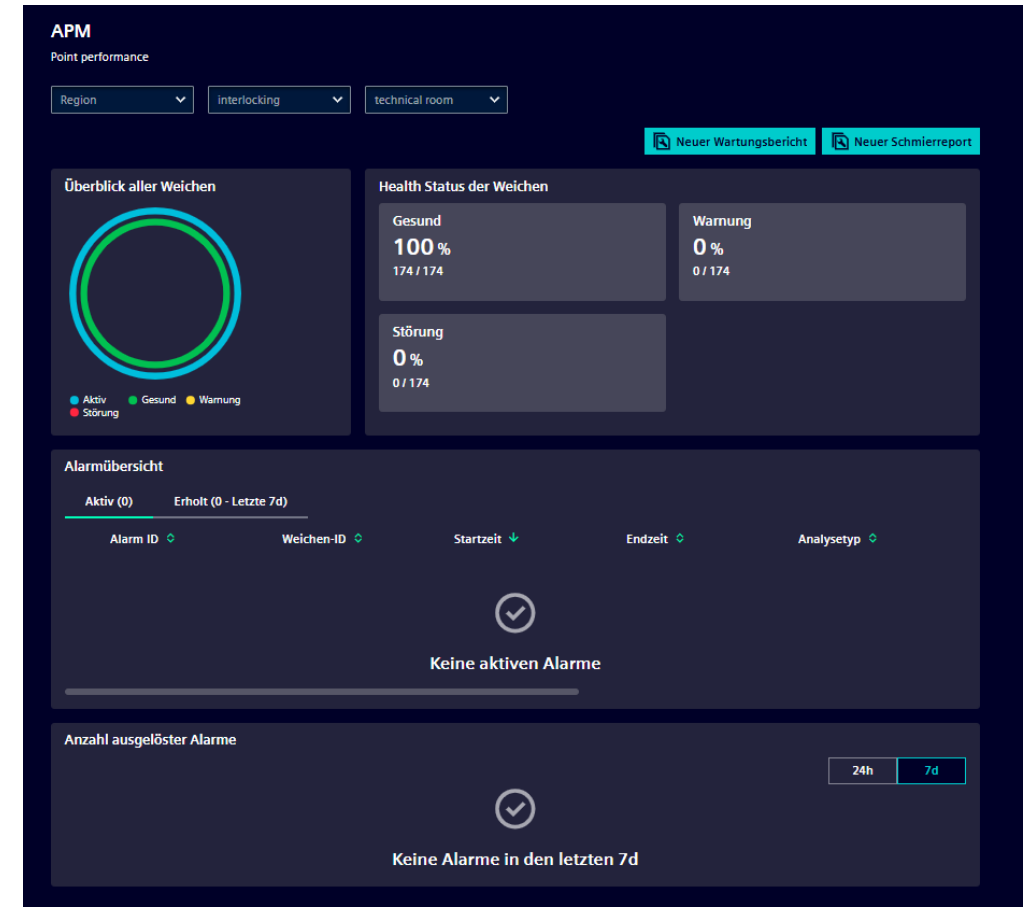 APM
Point performance
Region interlocking technical room
Neuer Wartungsbericht Neuer Schmierreport
Überblick aller Weichen
Aktiv Gesund Warnung
Störung
Health Status der Weichen
Gesund
100 %
174 / 174
Warnung
0 %
0 / 174
Störung
0 %
0 / 174
Alarmübersicht
Aktiv (0) Erholt (0 - Letzte 7d)
Alarm ID Weichen-ID Startzeit Endzeit Analysetyp
Keine aktiven Alarme
Anzahl ausgelöster Alarme
24h 7d
Keine Alarme in den letzten 7d